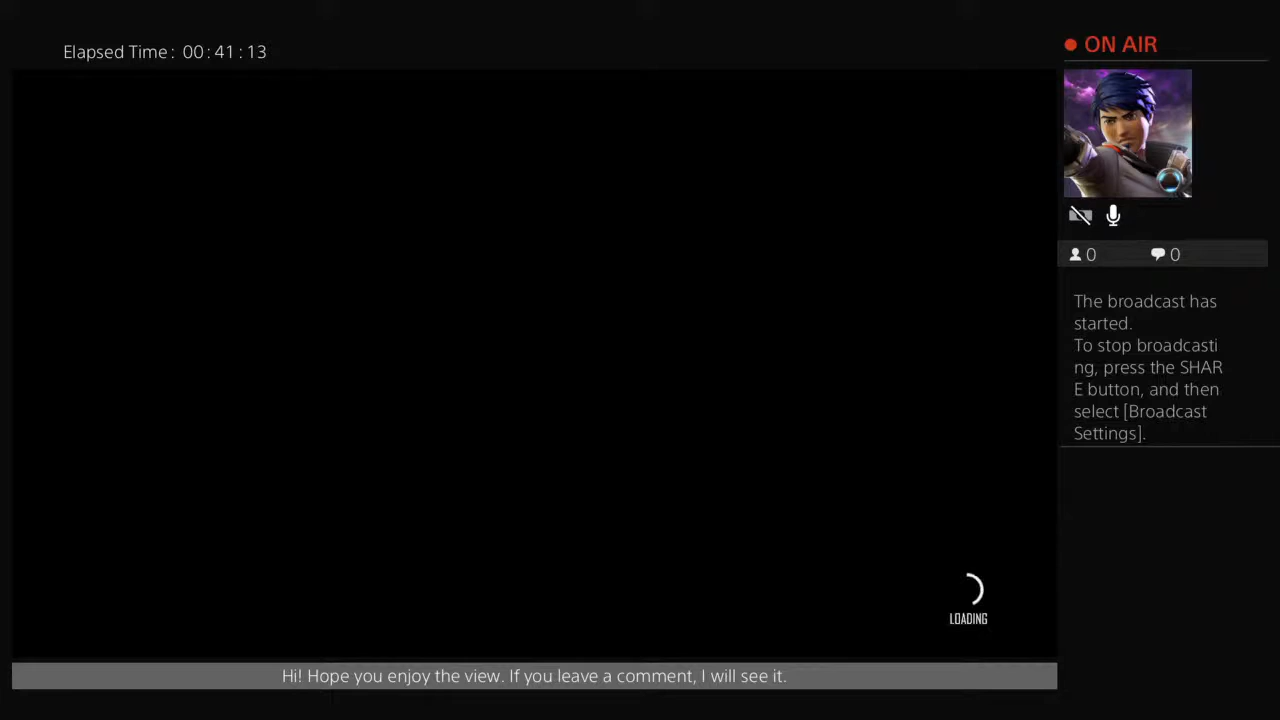 Elapsed Time: 00:41:13
ON AIR
0 0
The broadcast has
started.
To stop broadcasti
ng, press the SHAR
E button, and then
select [Broadcast
Settings].
LOADING
Hi! Hope you enjoy the view. If you leave a comment, I will see it.